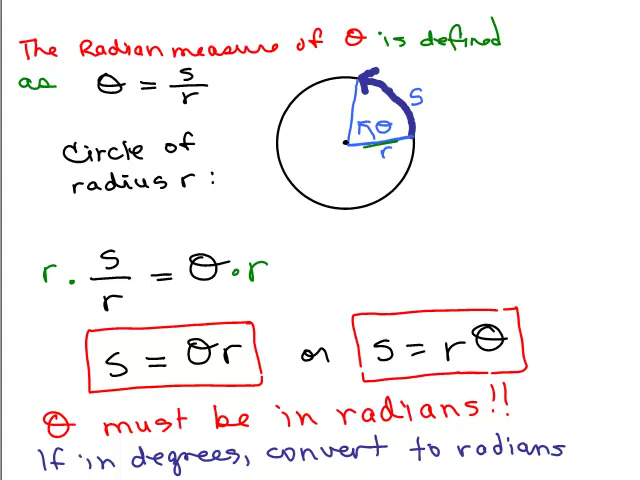 The Radian measure of θ is defined
as θ = s/r
s
θ
r
Circle of
radius r:
r · s/r = θ · r
s = θr or s = rθ
θ must be in radians!!
If in degrees, convert to radians